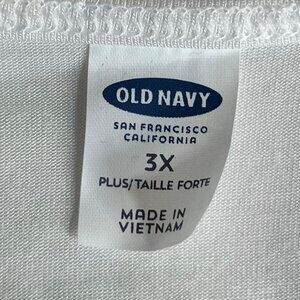 OLD NAVY
SAN FRANCISCO
CALIFORNIA
3X
PLUS/TAILLE FORTE
MADE IN
VIETNAM